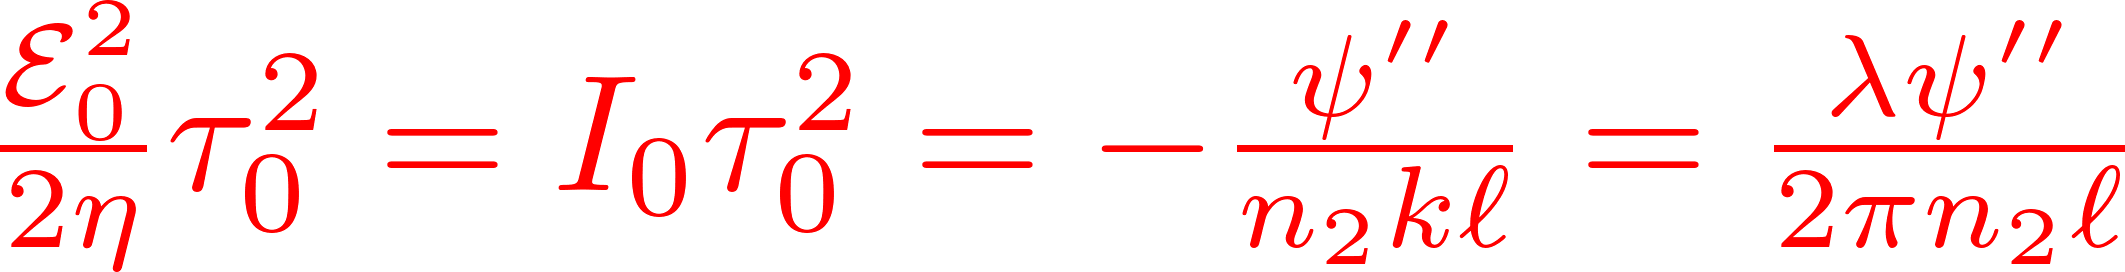 \frac{\mathcal{E}_0^2}{2\eta}\tau_0^2 = I_0\tau_0^2 = -\frac{\psi''}{n_2 k\ell} = \frac{\lambda\psi''}{2\pi n_2\ell}